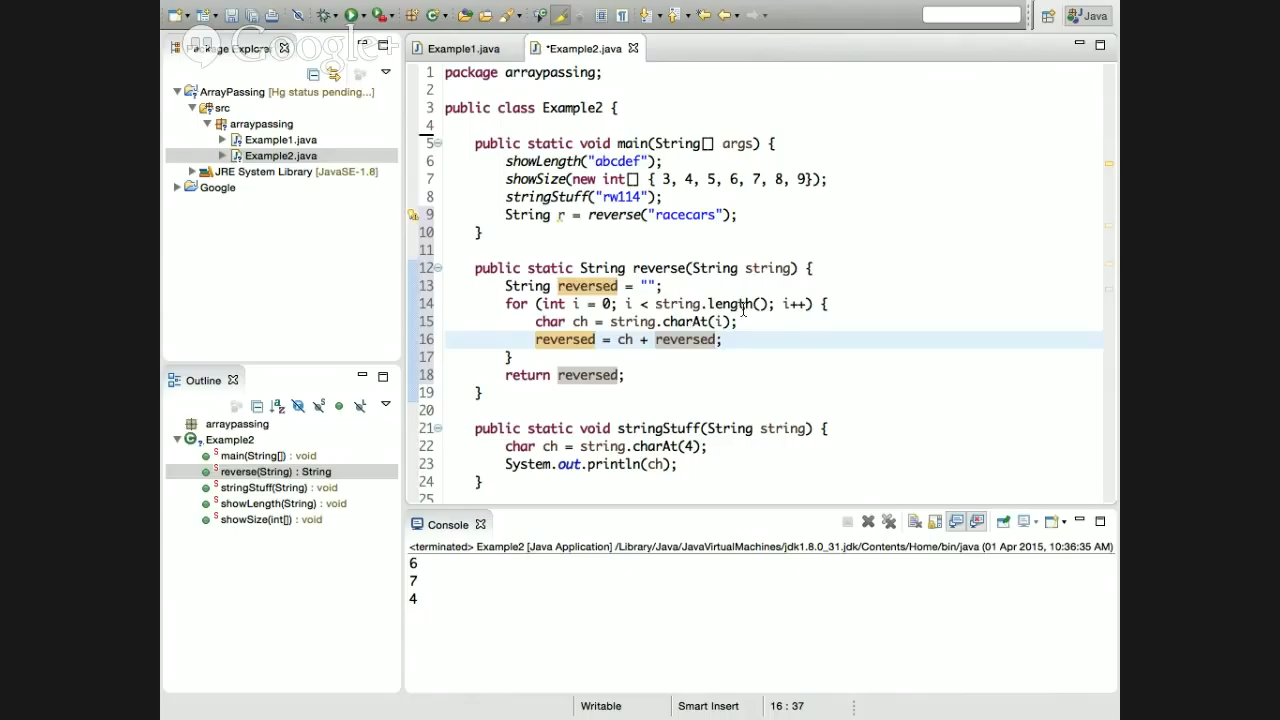 Java
Google+
Package Explorer
Example1.java
*Example2.java
ArrayPassing [Hg status pending...]
src
arraypassing
Example1.java
Example2.java
JRE System Library [JavaSE-1.8]
Google
1 package arraypassing;
2
3 public class Example2 {
4
5 public static void main(String[] args) {
6 showLength("abcdef");
7 showSize(new int[] { 3, 4, 5, 6, 7, 8, 9});
8 stringStuff("rw114");
9 String r = reverse("racecars");
10 }
11
12 public static String reverse(String string) {
13 String reversed = "";
14 for (int i = 0; i < string.length(); i++) {
15 char ch = string.charAt(i);
16 reversed = ch + reversed;
17 }
18 return reversed;
19 }
20
21 public static void stringStuff(String string) {
22 char ch = string.charAt(4);
23 System.out.println(ch);
24 }
25
Outline
arraypassing
Example2
main(String[]) : void
reverse(String) : String
stringStuff(String) : void
showLength(String) : void
showSize(int[]) : void
Console
<terminated> Example2 [Java Application] /Library/Java/JavaVirtualMachines/jdk1.8.0_31.jdk/Contents/Home/bin/java (01 Apr 2015, 10:36:35 AM)
6
7
4
Writable
Smart Insert
16 : 37